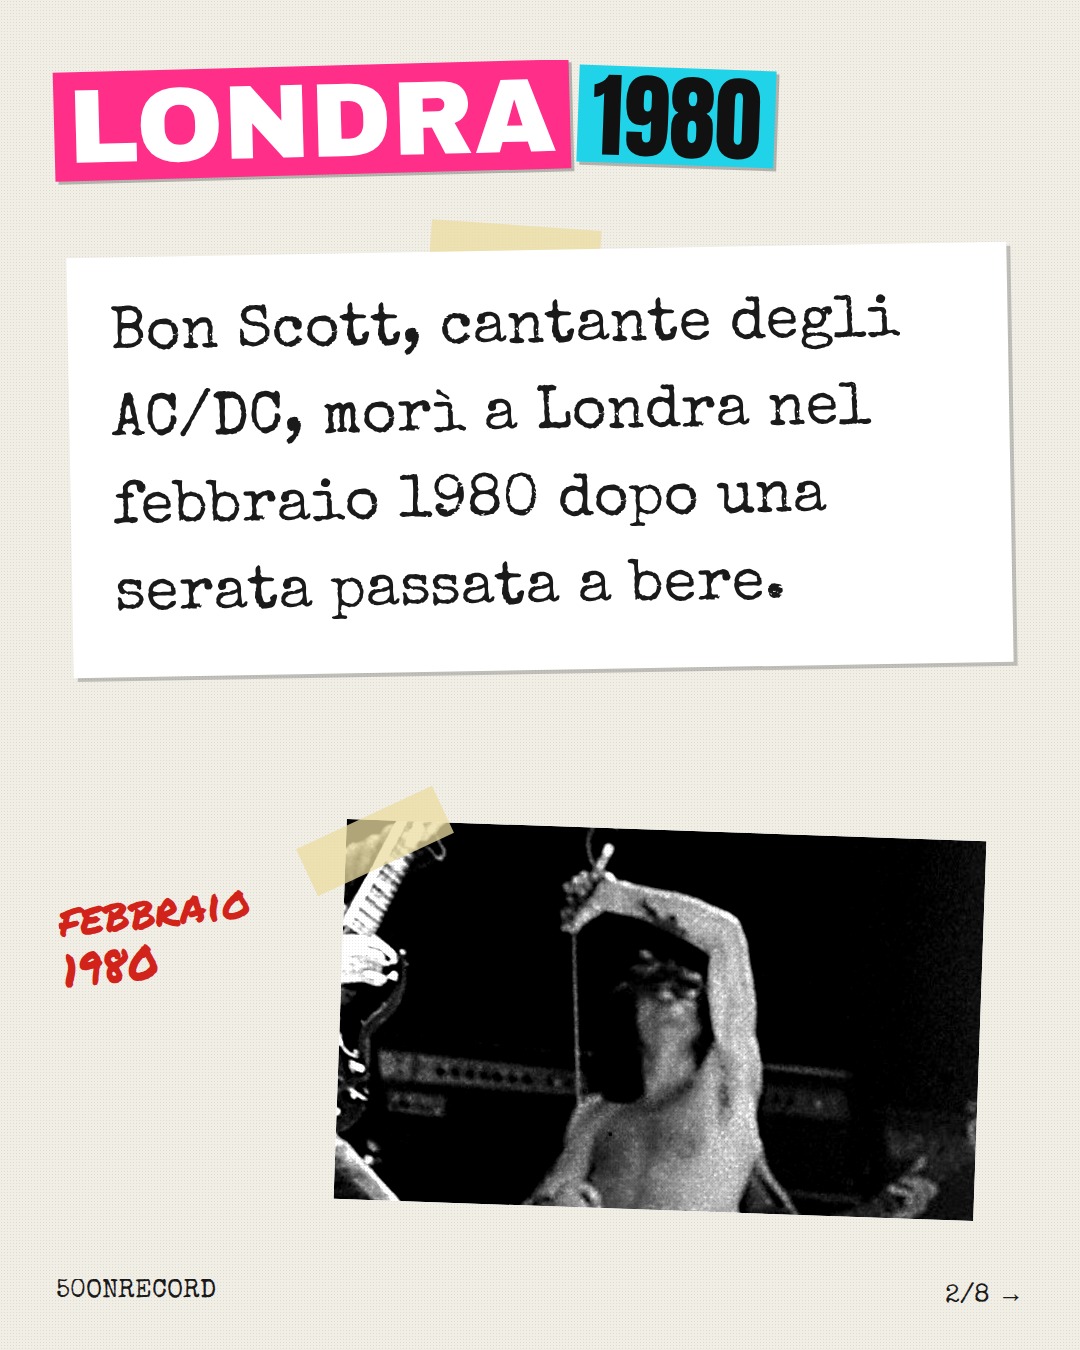 LONDRA 1980
Bon Scott, cantante degli
AC/DC, morì a Londra nel
febbraio 1980 dopo una
serata passata a bere.
FEBBRAIO
1980
50ONRECORD
2/8 →